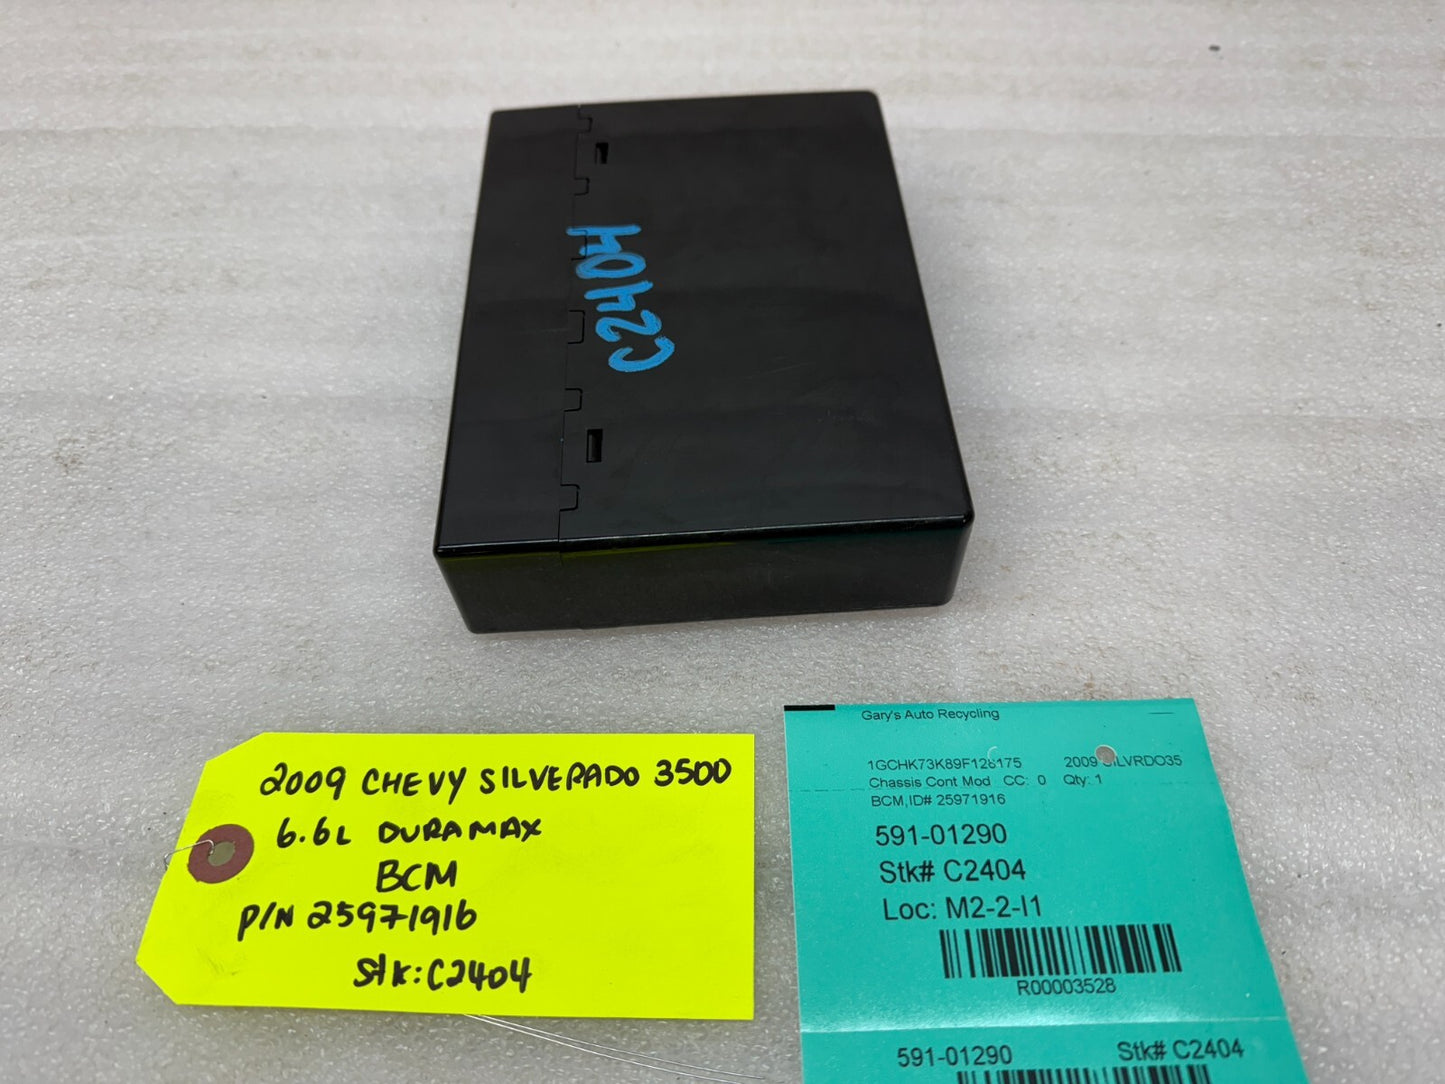 C2404
2009 CHEVY SILVERADO 3500
6.6L DURAMAX
BCM
P/N 25971916
Stk: C2404
Gary's Auto Recycling
1GCHK73K89F128175 2009 SILVRDO35
Chassis Cont Mod CC: 0 Qty: 1
BCM,ID# 25971916
591-01290
Stk# C2404
Loc: M2-2-I1
R00003528
591-01290 Stk# C2404